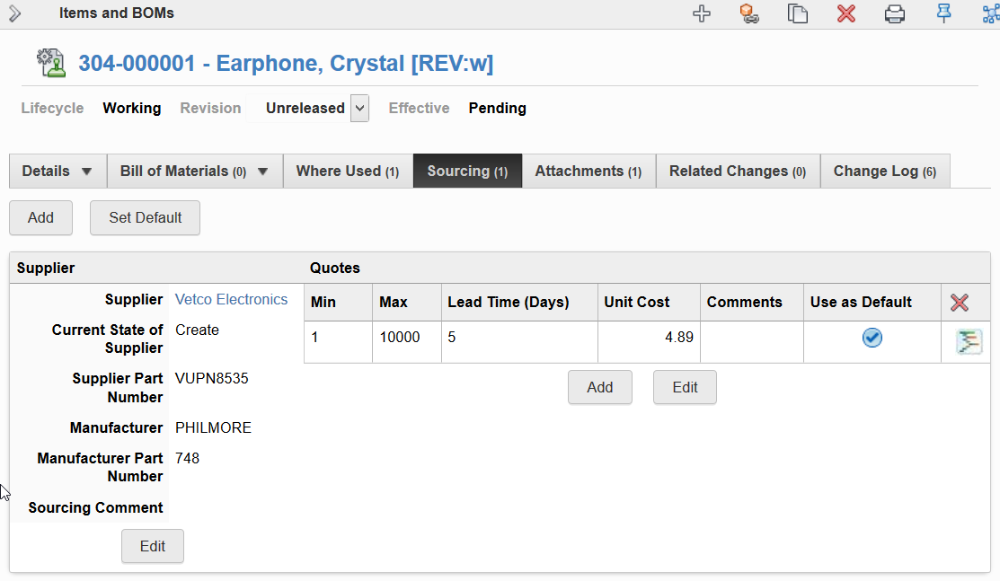 Items and BOMs
304-000001 - Earphone, Crystal [REV:w]
Lifecycle Working Revision Unreleased Effective Pending
Details Bill of Materials (0) Where Used (1) Sourcing (1) Attachments (1) Related Changes (0) Change Log (6)
Add Set Default
Supplier Quotes
Supplier Vetco Electronics
Current State of
Supplier
Create
Supplier Part
Number
VUPN8535
Manufacturer PHILMORE
Manufacturer Part
Number
748
Sourcing Comment
Edit
Min Max Lead Time (Days) Unit Cost Comments Use as Default
1 10000 5 4.89
Add Edit